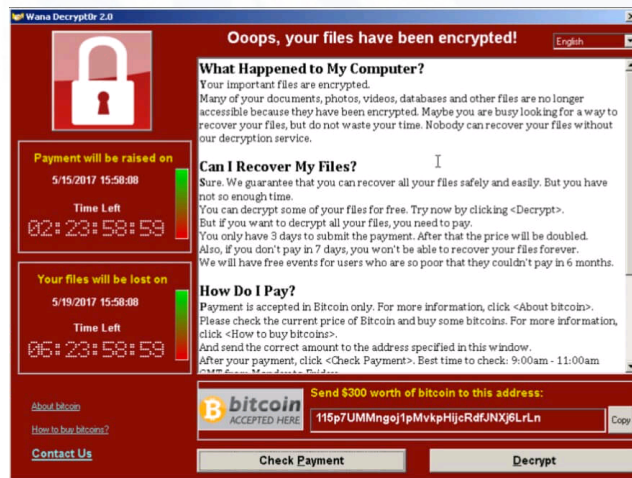 Wana Decrypt0r 2.0
Ooops, your files have been encrypted!
English
What Happened to My Computer?
Your important files are encrypted.
Many of your documents, photos, videos, databases and other files are no longer
accessible because they have been encrypted. Maybe you are busy looking for a way to
recover your files, but do not waste your time. Nobody can recover your files without
our decryption service.
Can I Recover My Files?
Sure. We guarantee that you can recover all your files safely and easily. But you have
not so enough time.
You can decrypt some of your files for free. Try now by clicking <Decrypt>.
But if you want to decrypt all your files, you need to pay.
You only have 3 days to submit the payment. After that the price will be doubled.
Also, if you don't pay in 7 days, you won't be able to recover your files forever.
We will have free events for users who are so poor that they couldn't pay in 6 months.
How Do I Pay?
Payment is accepted in Bitcoin only. For more information, click <About bitcoin>.
Please check the current price of Bitcoin and buy some bitcoins. For more information,
click <How to buy bitcoins>.
And send the correct amount to the address specified in this window.
After your payment, click <Check Payment>. Best time to check: 9:00am - 11:00am
GMT from Monday to Friday.
Payment will be raised on
5/15/2017 15:58:08
Time Left
02:23:58:59
Your files will be lost on
5/19/2017 15:58:08
Time Left
06:23:58:59
About bitcoin
How to buy bitcoins?
Contact Us
bitcoin
ACCEPTED HERE
Send $300 worth of bitcoin to this address:
115p7UMMngoj1pMvkpHijcRdfJNXj6LrLn
Copy
Check Payment
Decrypt